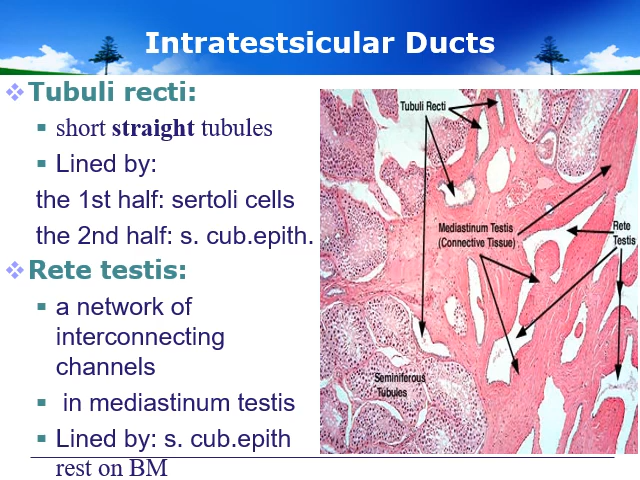 Intratestsicular Ducts
Tubuli recti:
short straight tubules
Lined by:
the 1st half: sertoli cells
the 2nd half: s. cub.epith.
Rete testis:
a network of
interconnecting
channels
in mediastinum testis
Lined by: s. cub.epith
rest on BM
Tubuli Recti
Mediastinum Testis
(Connective Tissue)
Rete
Testis
Seminiferous
Tubules